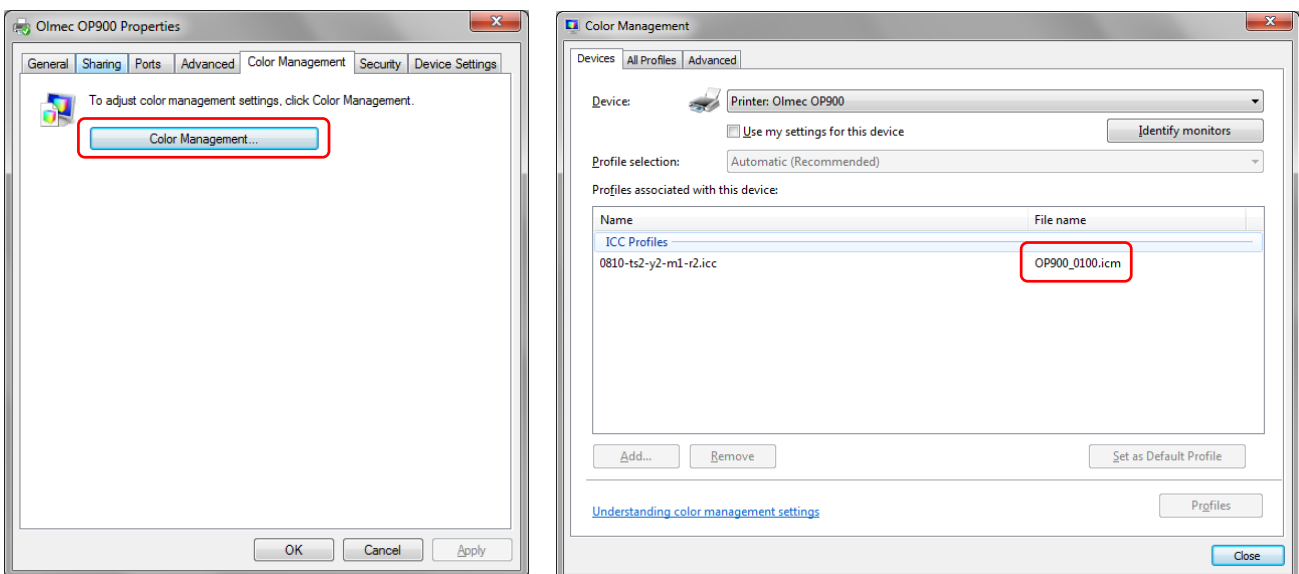 Olmec OP900 Properties
General Sharing Ports Advanced Color Management Security Device Settings
To adjust color management settings, click Color Management.
Color Management...
OK Cancel Apply
Color Management
Devices All Profiles Advanced
Device: Printer: Olmec OP900
Use my settings for this device Identify monitors
Profile selection: Automatic (Recommended)
Profiles associated with this device:
Name File name
ICC Profiles
0810-ts2-y2-m1-r2.icc OP900_0100.icm
Add... Remove Set as Default Profile
Understanding color management settings Profiles
Close